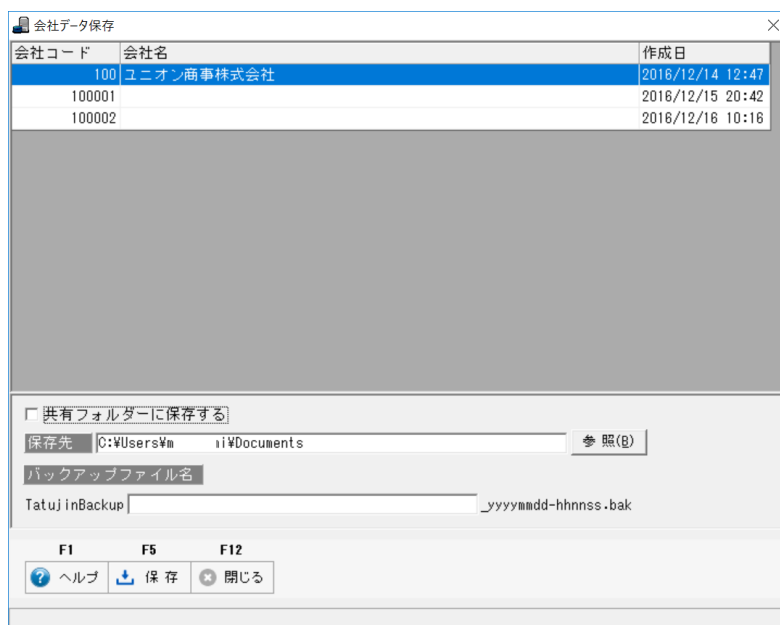 会社データ保存
会社コード 会社名 作成日
100 ユニオン商事株式会社 2016/12/14 12:47
100001 2016/12/15 20:42
100002 2016/12/16 10:16
共有フォルダーに保存する
保存先 C:¥Users¥m ni¥Documents 参照(B)
バックアップファイル名
TatujinBackup _yyyymmdd-hhnnss.bak
F1 F5 F12
ヘルプ 保存 閉じる